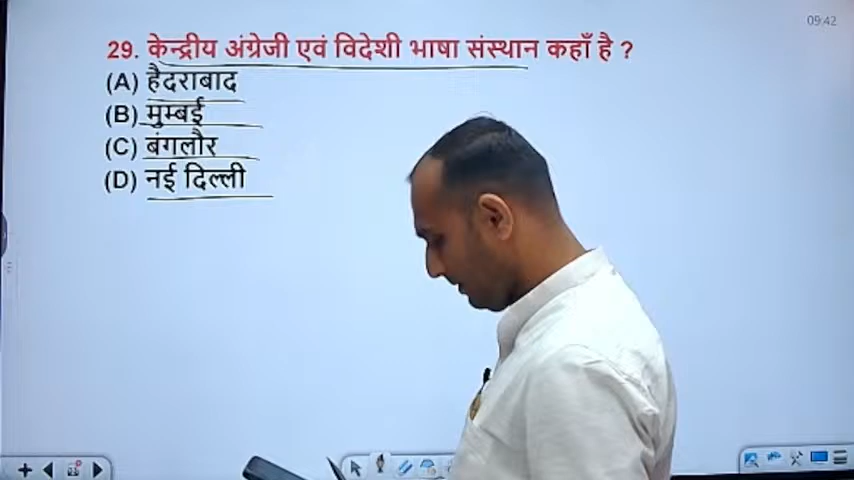 09:42
29. केन्द्रीय अंग्रेजी एवं विदेशी भाषा संस्थान कहाँ है ?
(A) हैदराबाद
(B) मुम्बई
(C) बंगलौर
(D) नई दिल्ली